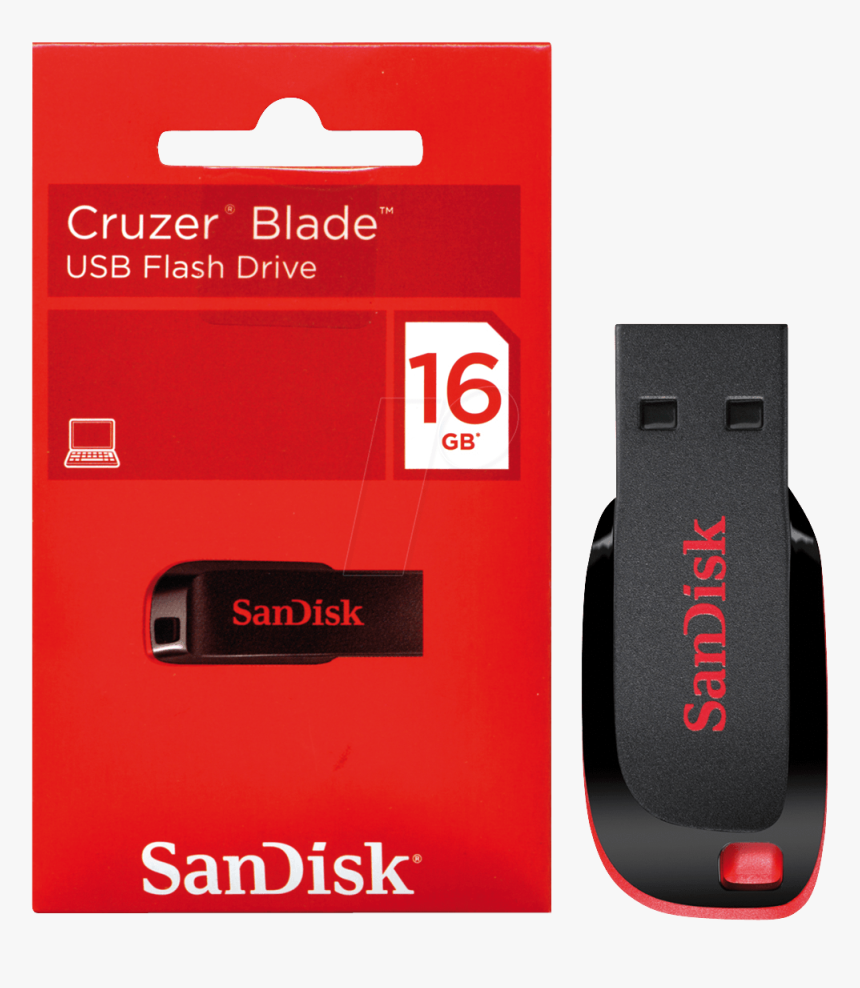 Cruzer® Blade™
USB Flash Drive
16
GB*
SanDisk
SanDisk®
SanDisk